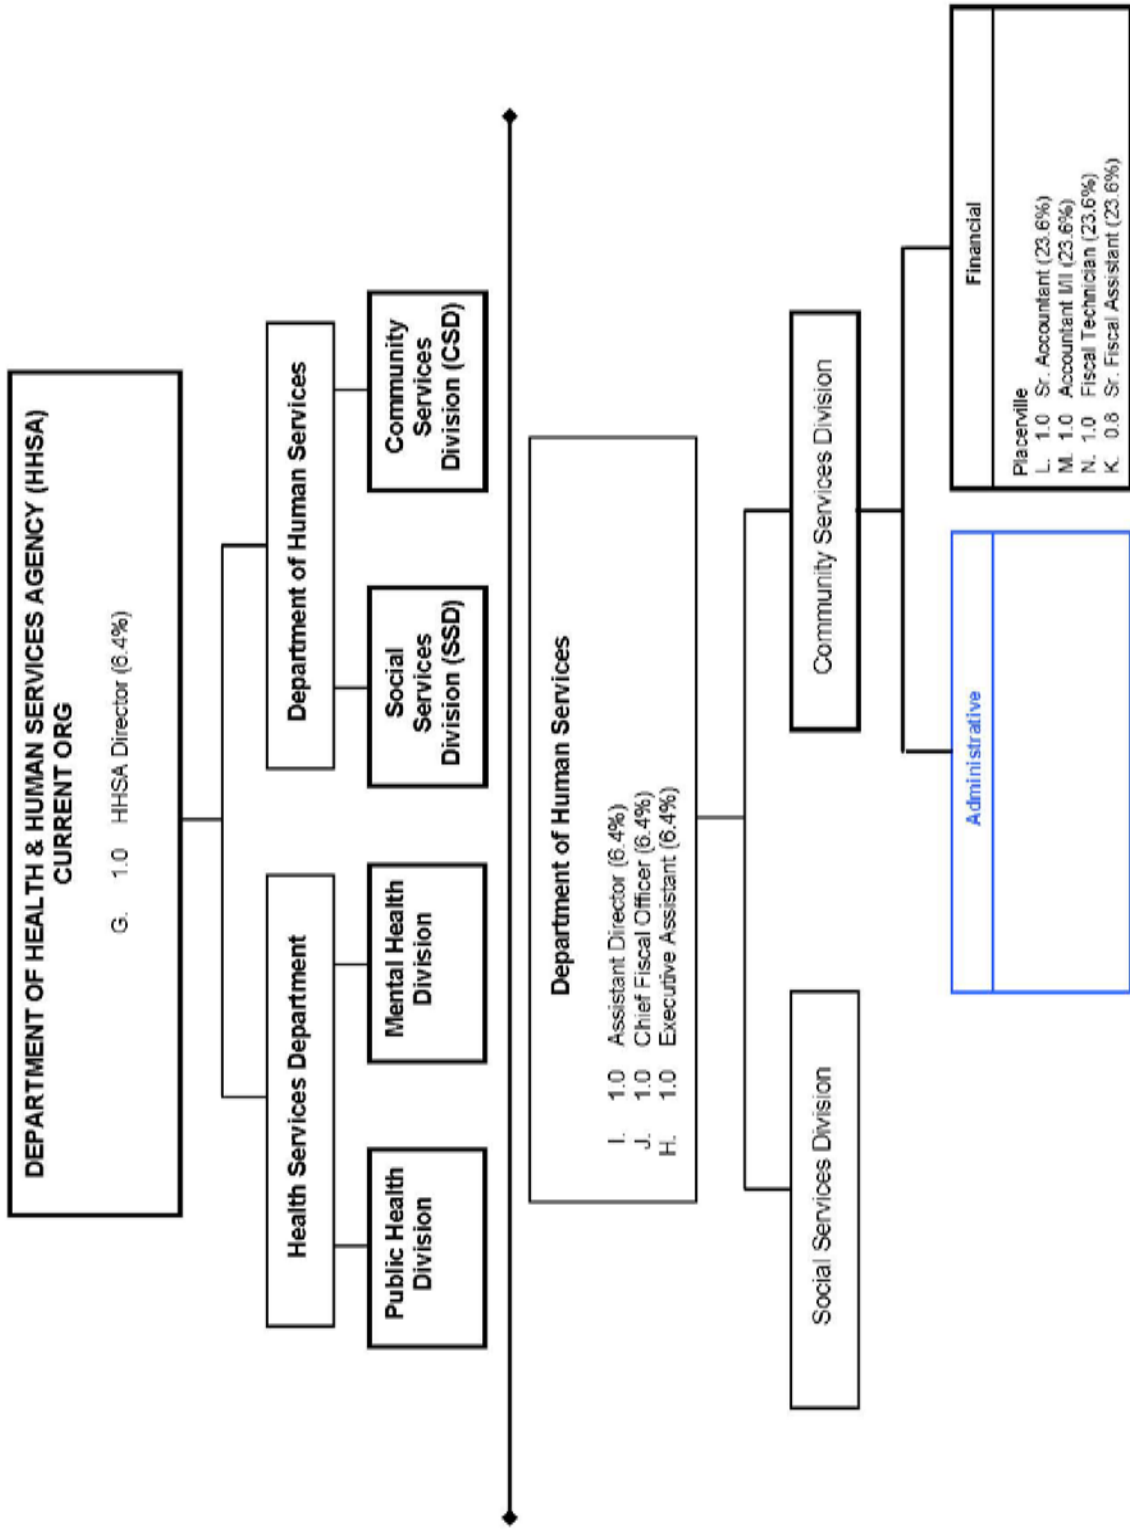 DEPARTMENT OF HEALTH & HUMAN SERVICES AGENCY (HHSA)
CURRENT ORG
G. 1.0 HHSA Director (6.4%)
Health Services Department
Department of Human Services
Public Health
Division
Mental Health
Division
Social
Services
Division (SSD)
Community
Services
Division (CSD)
Department of Human Services
I. 1.0 Assistant Director (6.4%)
J. 1.0 Chief Fiscal Officer (6.4%)
H. 1.0 Executive Assistant (6.4%)
Social Services Division
Community Services Division
Administrative
Financial
Placerville
L. 1.0 Sr. Accountant (23.6%)
M. 1.0 Accountant I/II (23.6%)
N. 1.0 Fiscal Technician (23.6%)
K. 0.8 Sr. Fiscal Assistant (23.6%)